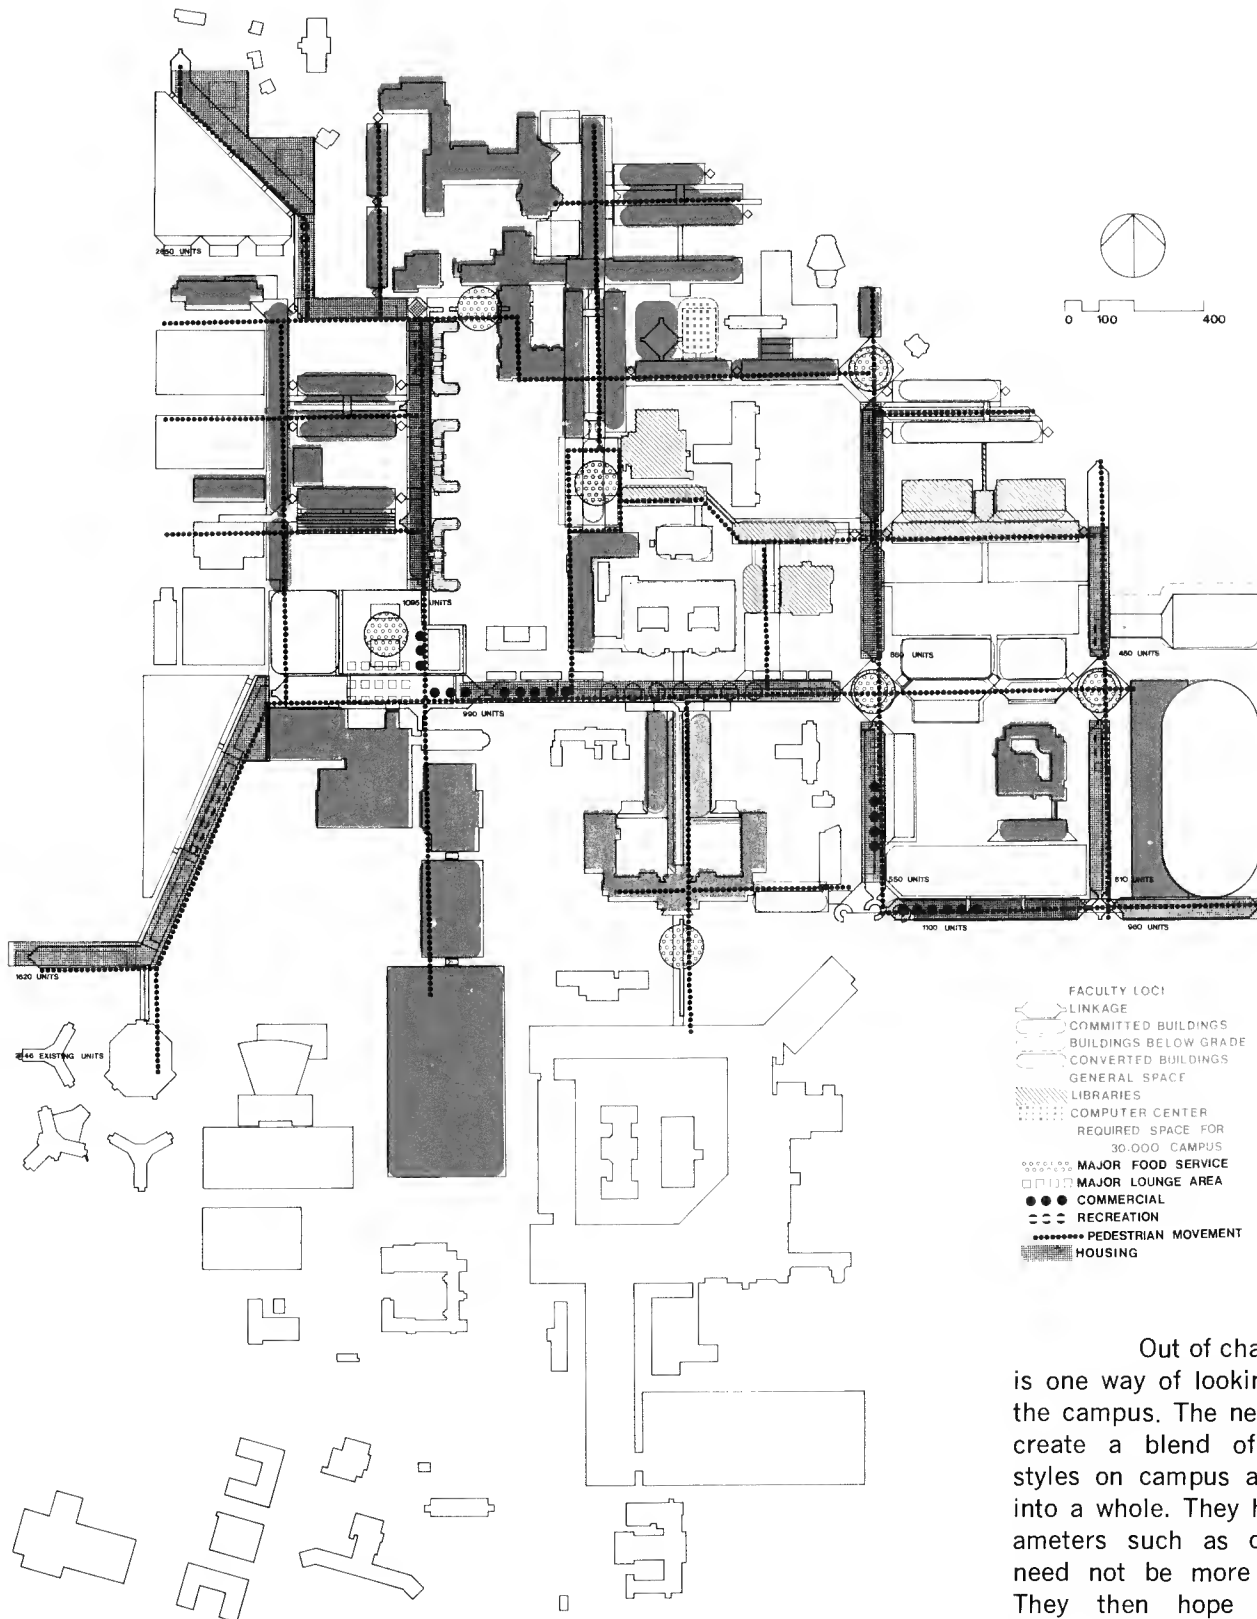 2650 UNITS
0 100 400
1095 UNITS
660 UNITS
480 UNITS
990 UNITS
550 UNITS
810 UNITS
1100 UNITS
960 UNITS
1620 UNITS
EXISTING UNITS
FACULTY LOCI
LINKAGE
COMMITTED BUILDINGS
BUILDINGS BELOW GRADE
CONVERTED BUILDINGS
GENERAL SPACE
LIBRARIES
COMPUTER CENTER
REQUIRED SPACE FOR
30,000 CAMPUS
MAJOR FOOD SERVICE
MAJOR LOUNGE AREA
COMMERCIAL
RECREATION
PEDESTRIAN MOVEMENT
HOUSING
Out of cha
is one way of lookin
the campus. The ne
create a blend of
styles on campus a
into a whole. They h
ameters such as c
need not be more
They then hope